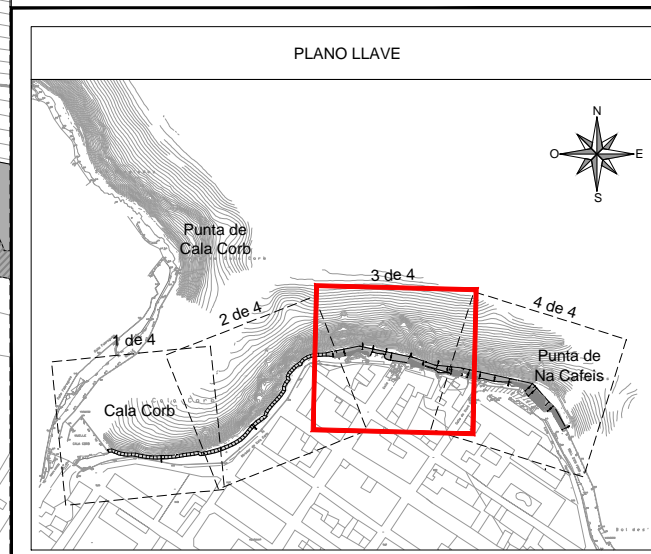 PLANO LLAVE
N
O
E
S
Punta de
Cala Corb
3 de 4
2 de 4
4 de 4
1 de 4
Punta de
Na Cafeis
Cala Corb